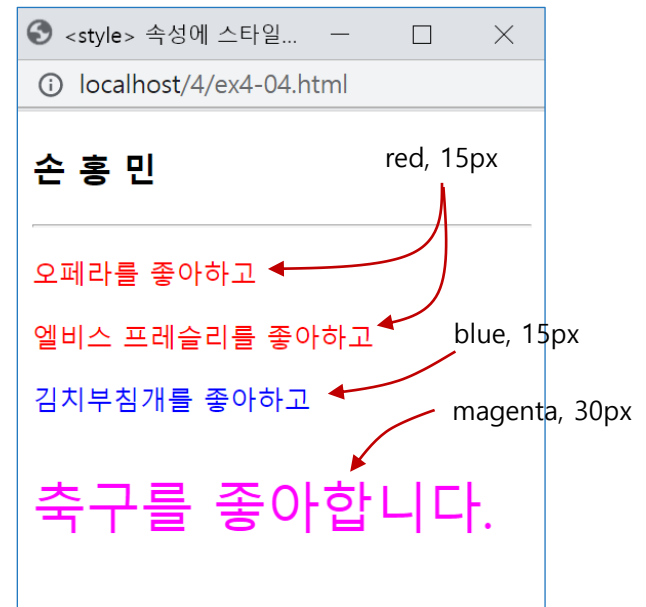 <style> 속성에 스타일...
localhost/4/ex4-04.html
손 홍 민
red, 15px
오페라를 좋아하고
엘비스 프레슬리를 좋아하고
blue, 15px
김치부침개를 좋아하고
magenta, 30px
축구를 좋아합니다.